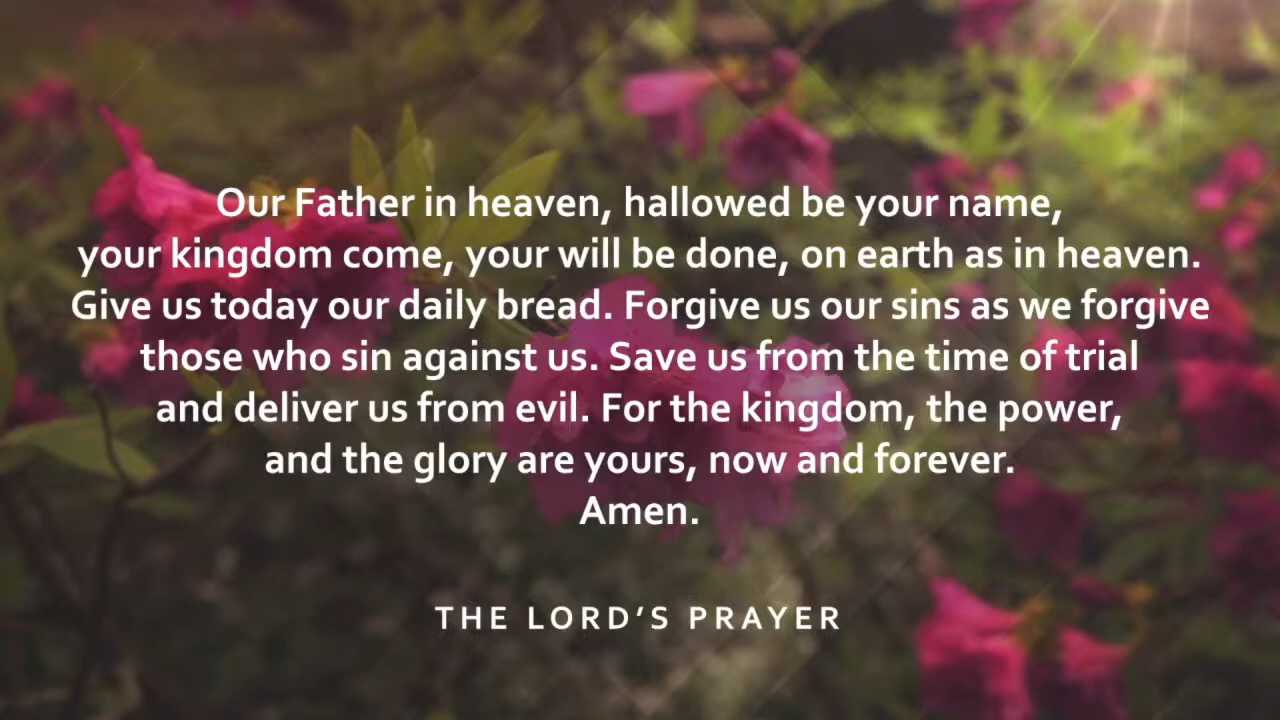 Our Father in heaven, hallowed be your name,
your kingdom come, your will be done, on earth as in heaven.
Give us today our daily bread. Forgive us our sins as we forgive
those who sin against us. Save us from the time of trial
and deliver us from evil. For the kingdom, the power,
and the glory are yours, now and forever.
Amen.
THE LORD’S PRAYER